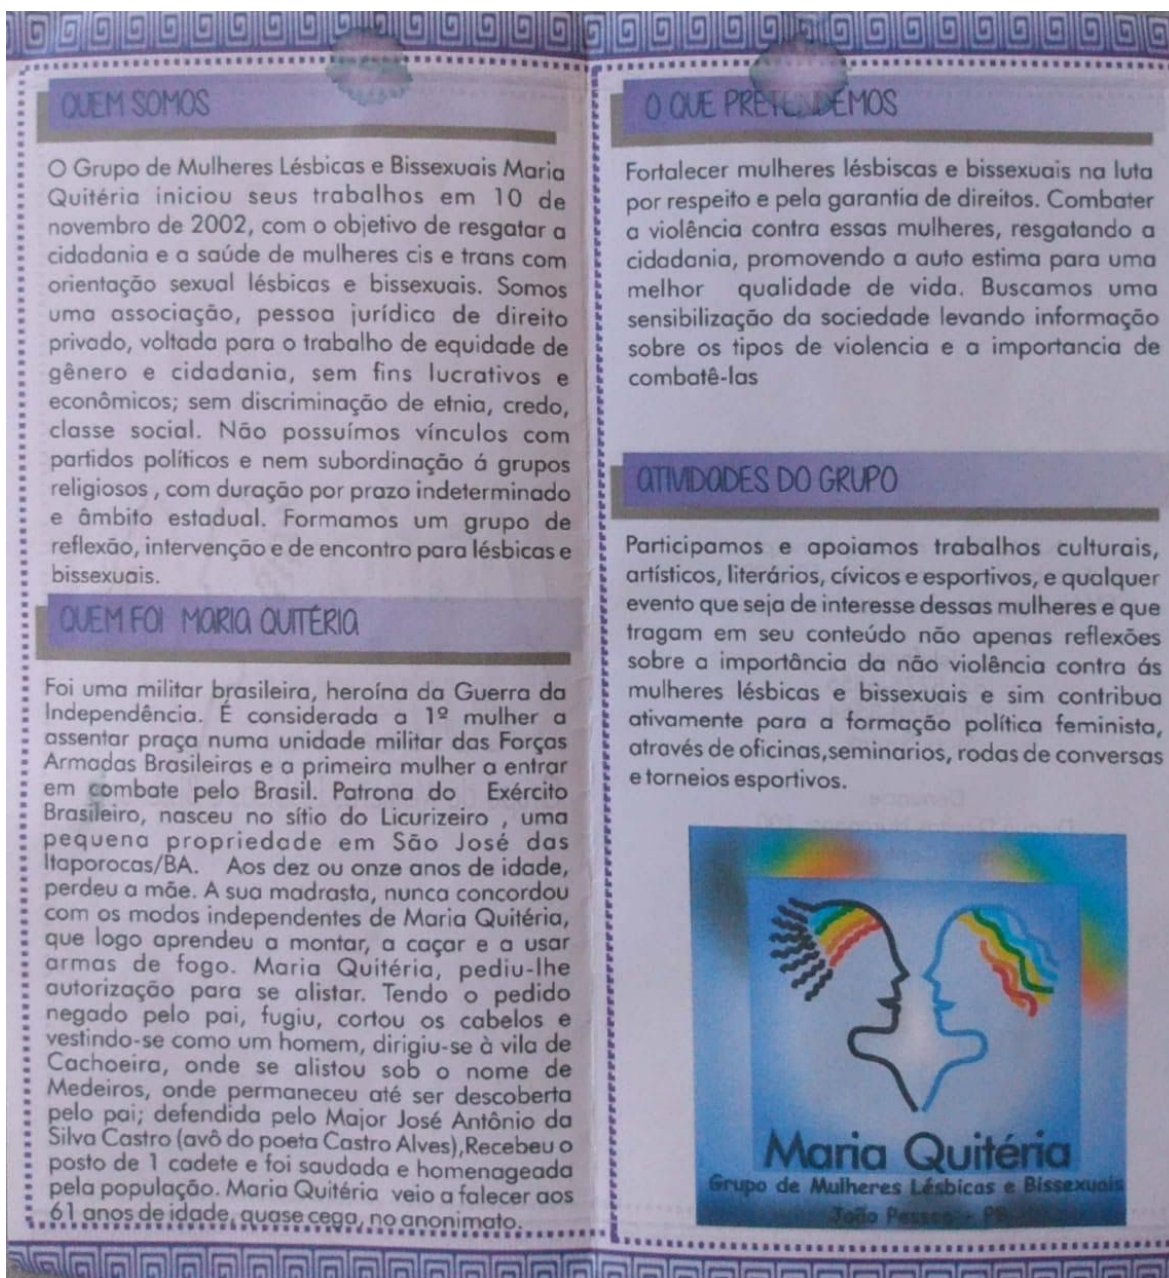 QUEM SOMOS
O Grupo de Mulheres Lésbicas e Bissexuais Maria
Quitéria iniciou seus trabalhos em 10 de
novembro de 2002, com o objetivo de resgatar a
cidadania e a saúde de mulheres cis e trans com
orientação sexual lésbicas e bissexuais. Somos
uma associação, pessoa jurídica de direito
privado, voltada para o trabalho de equidade de
gênero e cidadania, sem fins lucrativos e
econômicos; sem discriminação de etnia, credo,
classe social. Não possuímos vínculos com
partidos políticos e nem subordinação á grupos
religiosos , com duração por prazo indeterminado
e âmbito estadual. Formamos um grupo de
reflexão, intervenção e de encontro para lésbicas e
bissexuais.
QUEM FOI MARIA QUITÉRIA
Foi uma militar brasileira, heroína da Guerra da
Independência. É considerada a 1º mulher a
assentar praça numa unidade militar das Forças
Armadas Brasileiras e a primeira mulher a entrar
em combate pelo Brasil. Patrona do Exército
Brasileiro, nasceu no sítio do Licurizeiro , uma
pequena propriedade em São José das
Itaporocas/BA. Aos dez ou onze anos de idade,
perdeu a mãe. A sua madrasta, nunca concordou
com os modos independentes de Maria Quitéria,
que logo aprendeu a montar, a caçar e a usar
armas de fogo. Maria Quitéria, pediu-lhe
autorização para se alistar. Tendo o pedido
negado pelo pai, fugiu, cortou os cabelos e
vestindo-se como um homem, dirigiu-se à vila de
Cachoeira, onde se alistou sob o nome de
Medeiros, onde permaneceu até ser descoberta
pelo pai; defendida pelo Major José Antônio da
Silva Castro (avô do poeta Castro Alves),Recebeu o
posto de 1 cadete e foi saudada e homenageada
pela população. Maria Quitéria veio a falecer aos
61 anos de idade, quase cega, no anonimato.
O QUE PRETENDEMOS
Fortalecer mulheres lésbiscas e bissexuais na luta
por respeito e pela garantia de direitos. Combater
a violência contra essas mulheres, resgatando a
cidadania, promovendo a auto estima para uma
melhor qualidade de vida. Buscamos uma
sensibilização da sociedade levando informação
sobre os tipos de violencia e a importancia de
combatê-las
ATIVIDADES DO GRUPO
Participamos e apoiamos trabalhos culturais,
artísticos, literários, cívicos e esportivos, e qualquer
evento que seja de interesse dessas mulheres e que
tragam em seu conteúdo não apenas reflexões
sobre a importância da não violência contra ás
mulheres lésbicas e bissexuais e sim contribua
ativamente para a formação política feminista,
através de oficinas,seminarios, rodas de conversas
e torneios esportivos.
Maria Quitéria
Grupo de Mulheres Lésbicas e Bissexuais
João Pessoa - PB